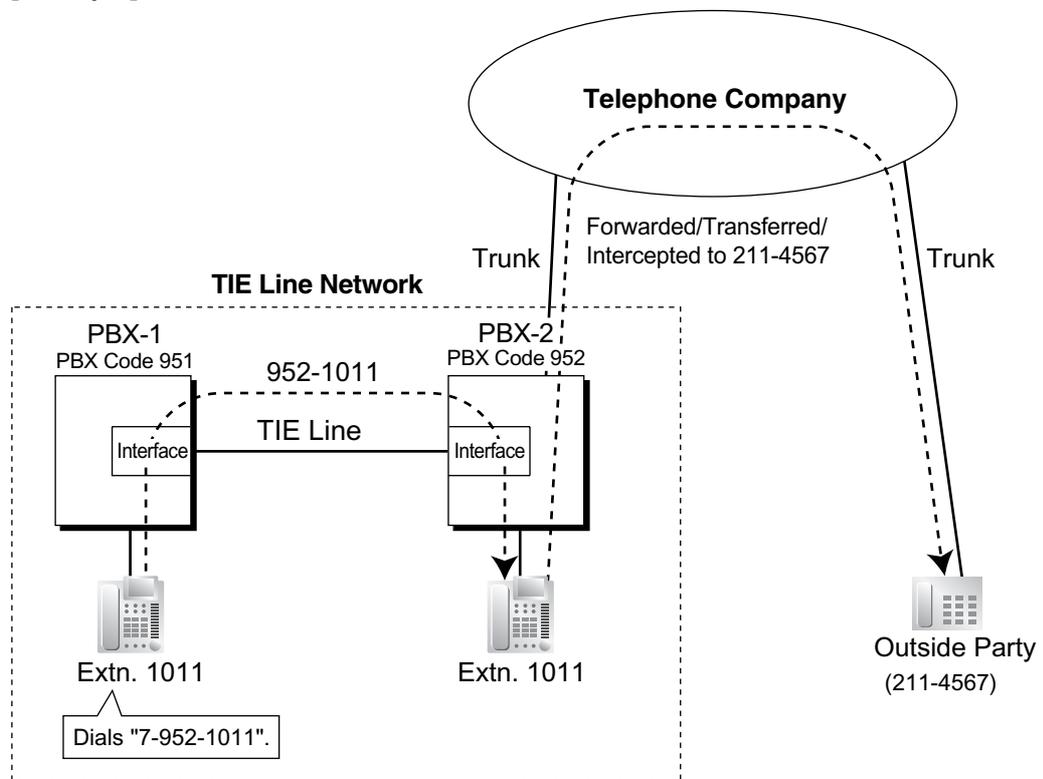 Telephone Company
Forwarded/Transferred/
Intercepted to 211-4567
Trunk
Trunk
TIE Line Network
PBX-1
PBX Code 951
PBX-2
PBX Code 952
952-1011
TIE Line
Interface
Interface
Extn. 1011
Extn. 1011
Outside Party
(211-4567)
Dials "7-952-1011".